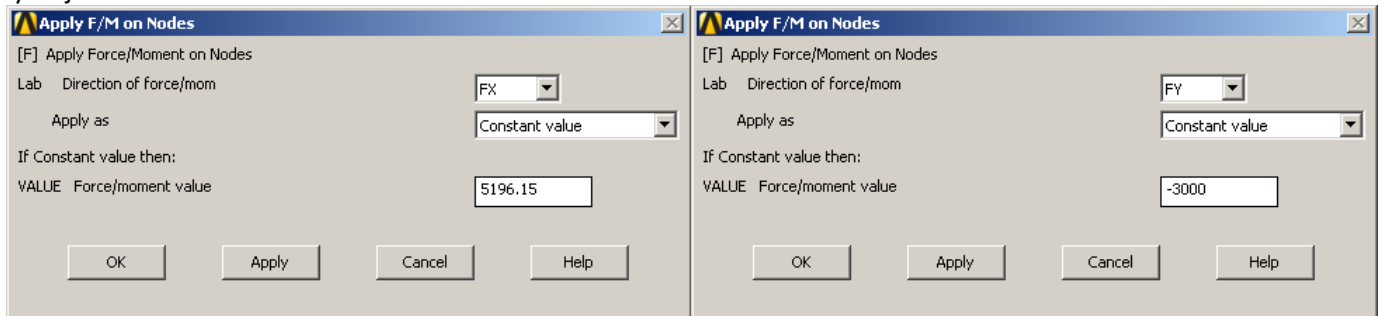 Apply F/M on Nodes
[F] Apply Force/Moment on Nodes
Lab Direction of force/mom FX
Apply as Constant value
If Constant value then:
VALUE Force/moment value 5196.15
OK Apply Cancel Help
Apply F/M on Nodes
[F] Apply Force/Moment on Nodes
Lab Direction of force/mom FY
Apply as Constant value
If Constant value then:
VALUE Force/moment value -3000
OK Apply Cancel Help